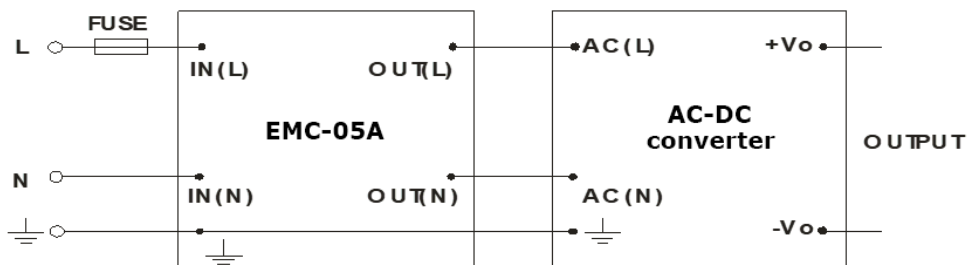 FUSE
L
IN(L)
OUT(L)
AC(L)
+Vo
EMC-05A
AC-DC
converter
OUTPUT
N
IN(N)
OUT(N)
AC(N)
-Vo